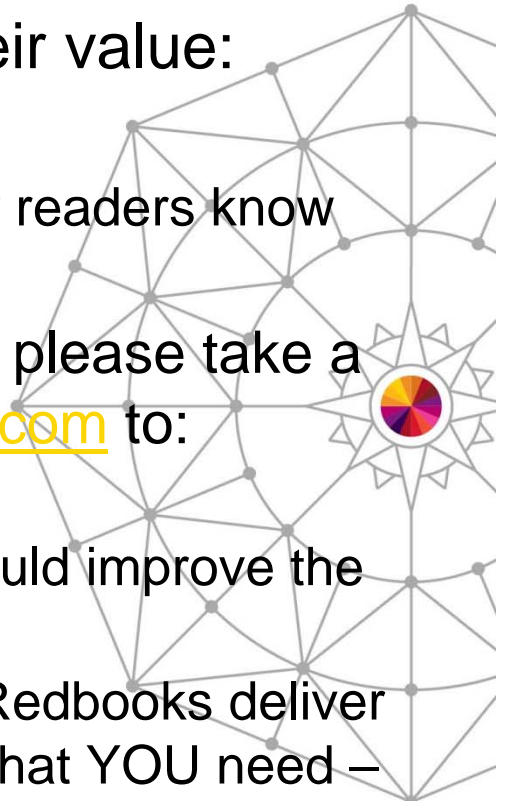 eir value:
readers know
please take a
com to:
uld improve the
Redbooks deliver
hat YOU need –